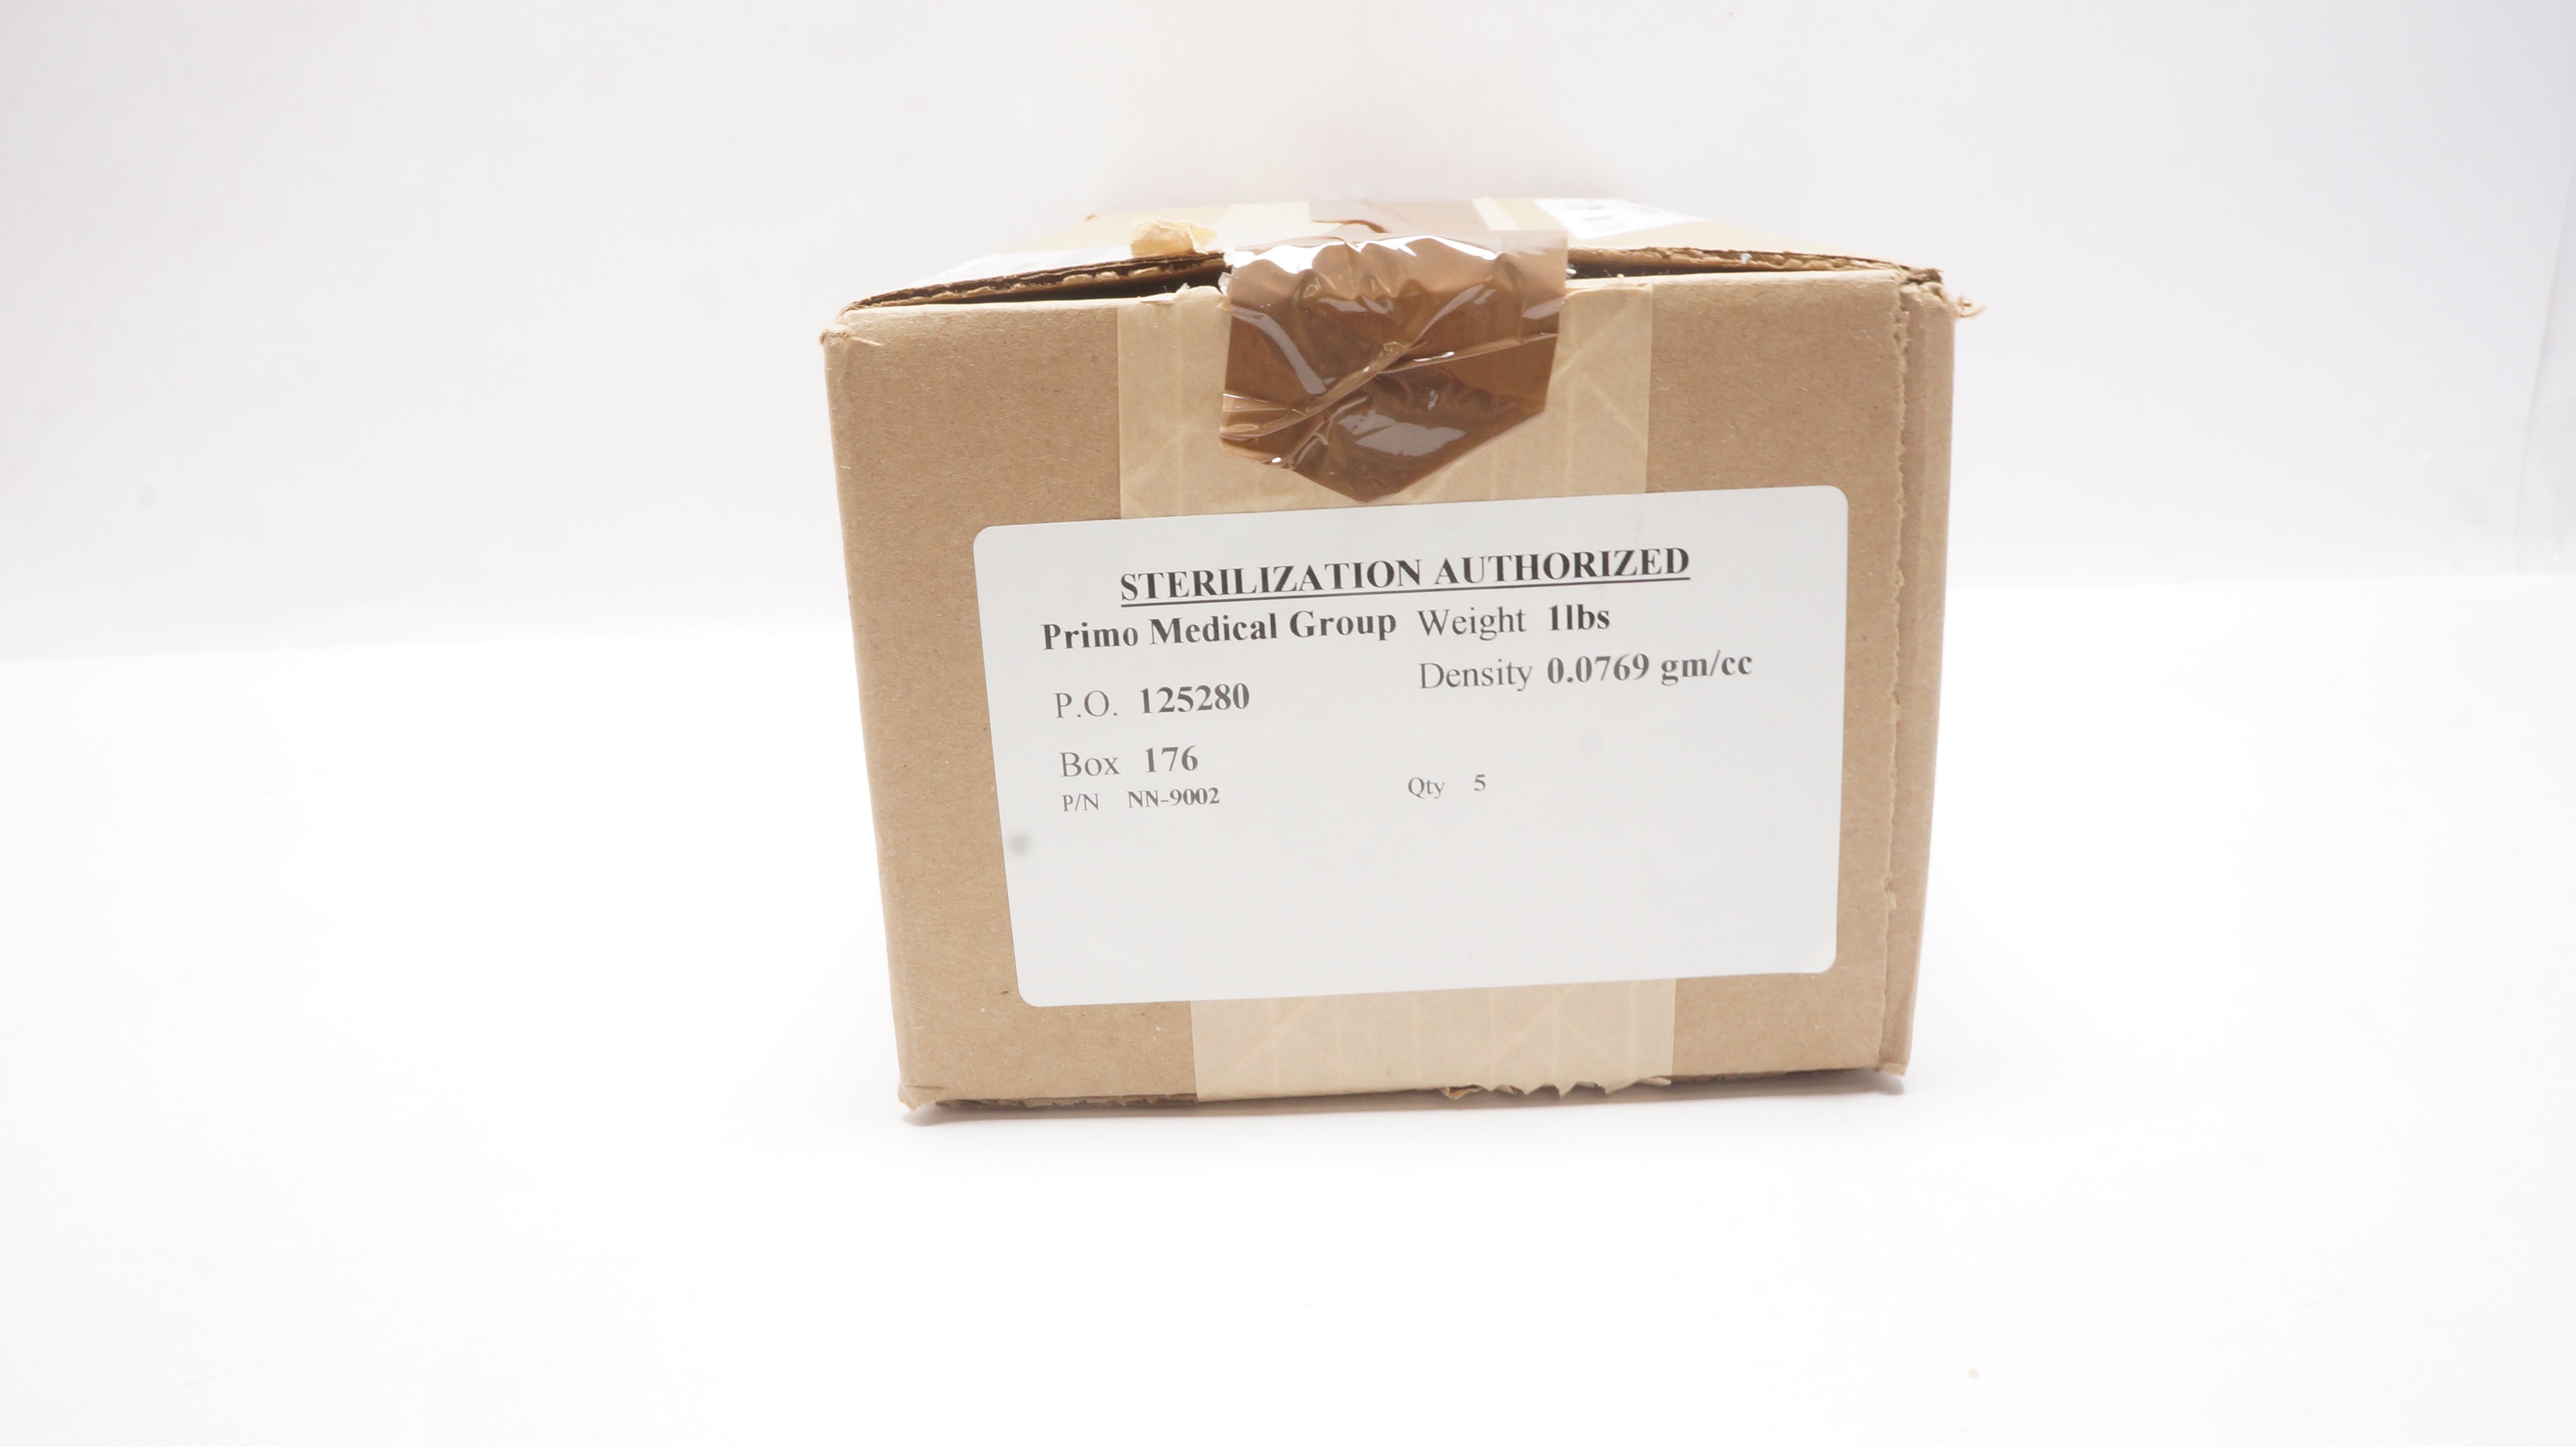 STERILIZATION AUTHORIZED
Primo Medical Group Weight 1lbs
Density 0.0769 gm/cc
P.O. 125280
Box 176
P/N NN-9002 Qty 5